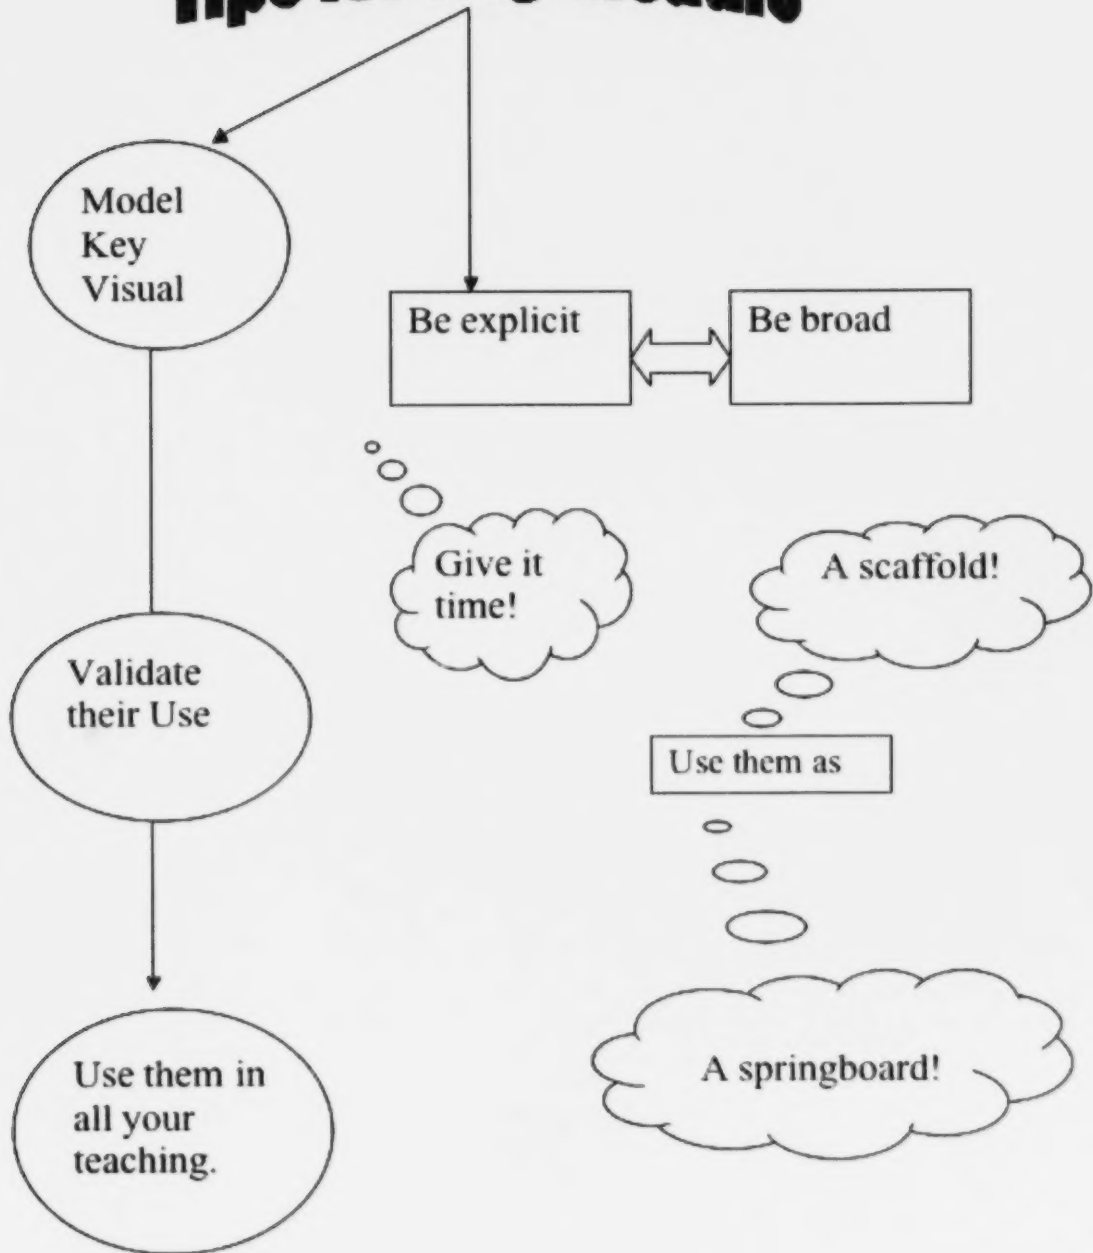 Tips
Model
Key
Visual
Be explicit
Be broad
Give it
time!
A scaffold!
Validate
their Use
Use them as
Use them in
all your
teaching.
A springboard!